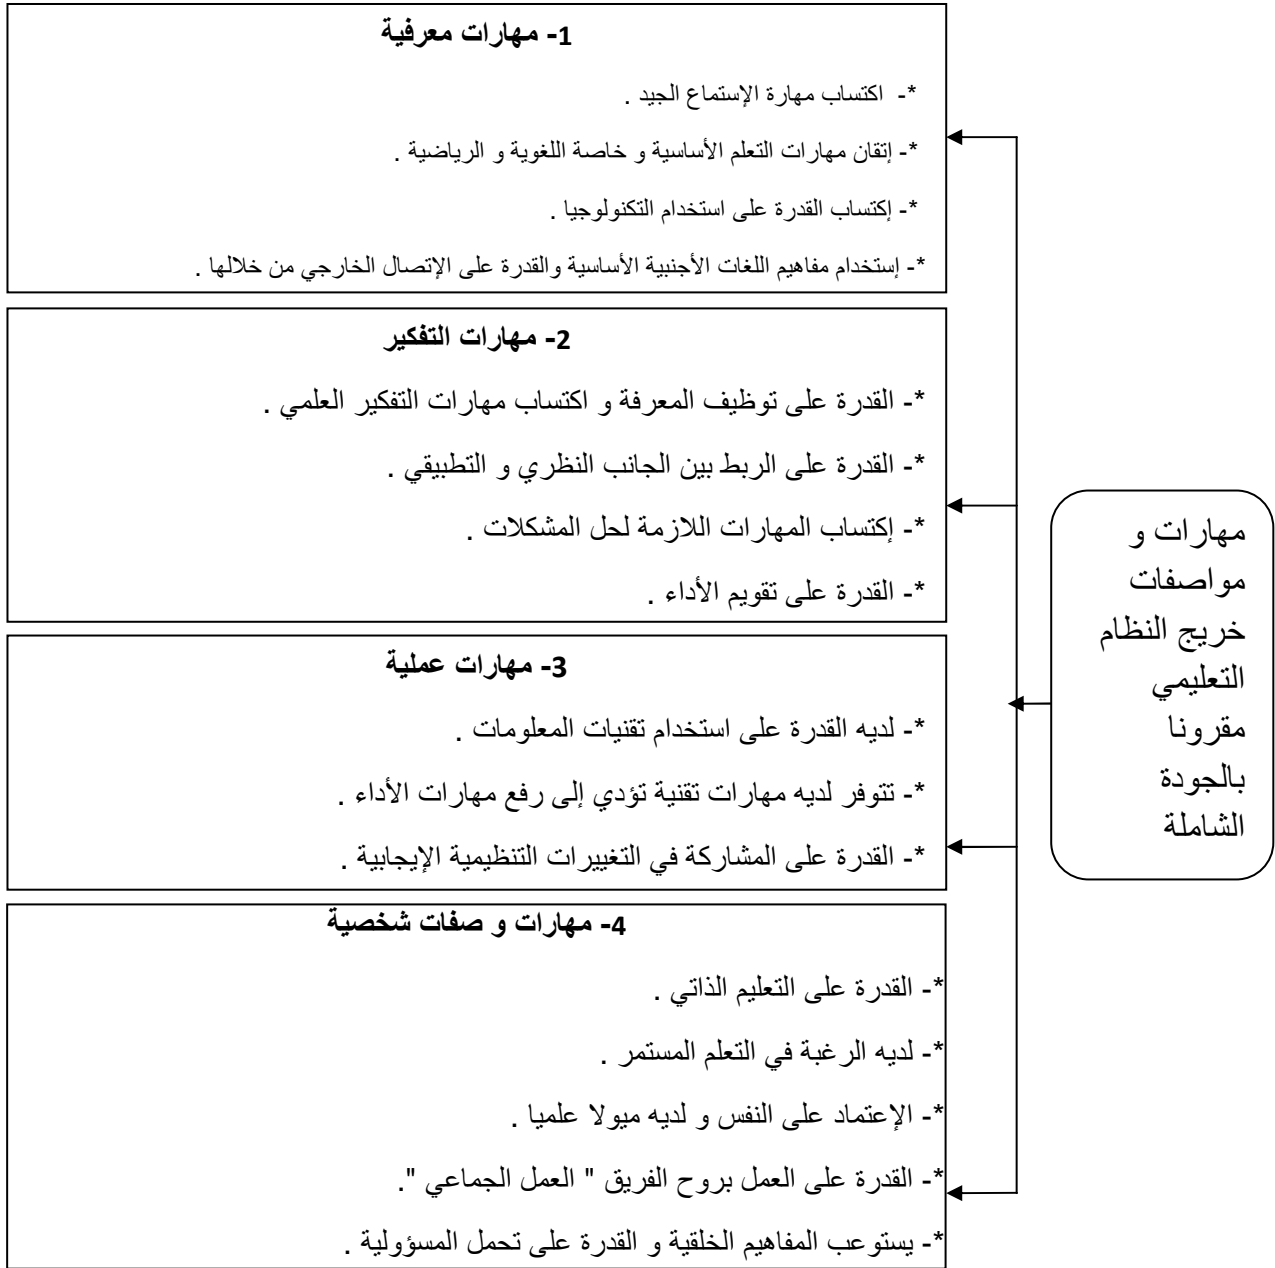 1- مهارات معرفية
*- اكتساب مهارة الإستماع الجيد .
*- إتقان مهارات التعلم الأساسية و خاصة اللغوية و الرياضية .
*- إكتساب القدرة على استخدام التكنولوجيا .
*- إستخدام مفاهيم اللغات الأجنبية الأساسية والقدرة على الإتصال الخارجي من خلالها .
2- مهارات التفكير
*- القدرة على توظيف المعرفة و اكتساب مهارات التفكير العلمي .
*- القدرة على الربط بين الجانب النظري و التطبيقي .
*- إكتساب المهارات اللازمة لحل المشكلات .
*- القدرة على تقويم الأداء .
3- مهارات عملية
*- لديه القدرة على استخدام تقنيات المعلومات .
*- تتوفر لديه مهارات تقنية تؤدي إلى رفع مهارات الأداء .
*- القدرة على المشاركة في التغييرات التنظيمية الإيجابية .
4- مهارات و صفات شخصية
*- القدرة على التعليم الذاتي .
*- لديه الرغبة في التعلم المستمر .
*- الإعتماد على النفس و لديه ميولا علميا .
*- القدرة على العمل بروح الفريق " العمل الجماعي ".
*- يستوعب المفاهيم الخلقية و القدرة على تحمل المسؤولية .
مهارات و
مواصفات
خريج النظام
التعليمي
مقرونا
بالجودة
الشاملة